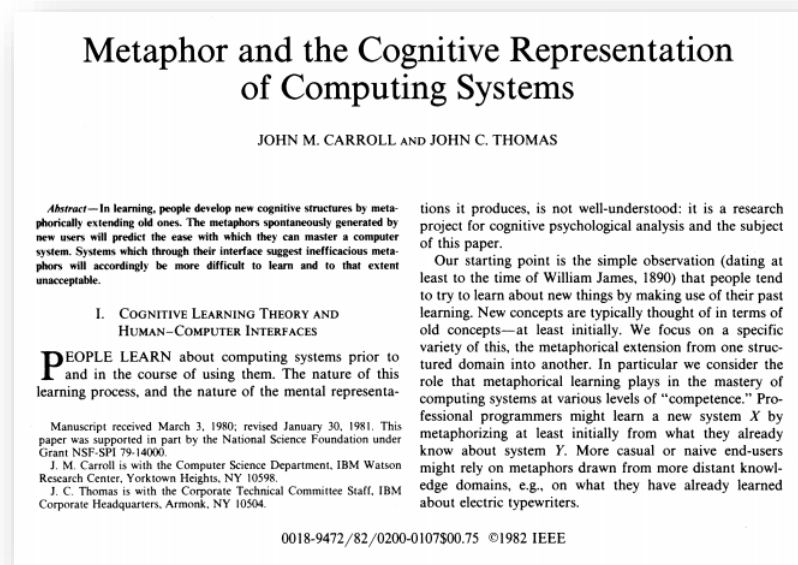 Metaphor and the Cognitive Representation
of Computing Systems
JOHN M. CARROLL AND JOHN C. THOMAS
Abstract—In learning, people develop new cognitive structures by meta-
phorically extending old ones. The metaphors spontaneously generated by
new users will predict the ease with which they can master a computer
system. Systems which through their interface suggest inefficacious meta-
phors will accordingly be more difficult to learn and to that extent
unacceptable.
I. COGNITIVE LEARNING THEORY AND
HUMAN–COMPUTER INTERFACES
PEOPLE LEARN about computing systems prior to
and in the course of using them. The nature of this
learning process, and the nature of the mental representa-
Manuscript received March 3, 1980; revised January 30, 1981. This
paper was supported in part by the National Science Foundation under
Grant NSF-SPI 79-14000.
J. M. Carroll is with the Computer Science Department, IBM Watson
Research Center, Yorktown Heights, NY 10598.
J. C. Thomas is with the Corporate Technical Committee Staff, IBM
Corporate Headquarters, Armonk, NY 10504.
tions it produces, is not well-understood: it is a research
project for cognitive psychological analysis and the subject
of this paper.
Our starting point is the simple observation (dating at
least to the time of William James, 1890) that people tend
to try to learn about new things by making use of their past
learning. New concepts are typically thought of in terms of
old concepts—at least initially. We focus on a specific
variety of this, the metaphorical extension from one struc-
tured domain into another. In particular we consider the
role that metaphorical learning plays in the mastery of
computing systems at various levels of “competence.” Pro-
fessional programmers might learn a new system X by
metaphorizing at least initially from what they already
know about system Y. More casual or naive end-users
might rely on metaphors drawn from more distant knowl-
edge domains, e.g., on what they have already learned
about electric typewriters.
0018-9472/82/0200-0107$00.75 ©1982 IEEE